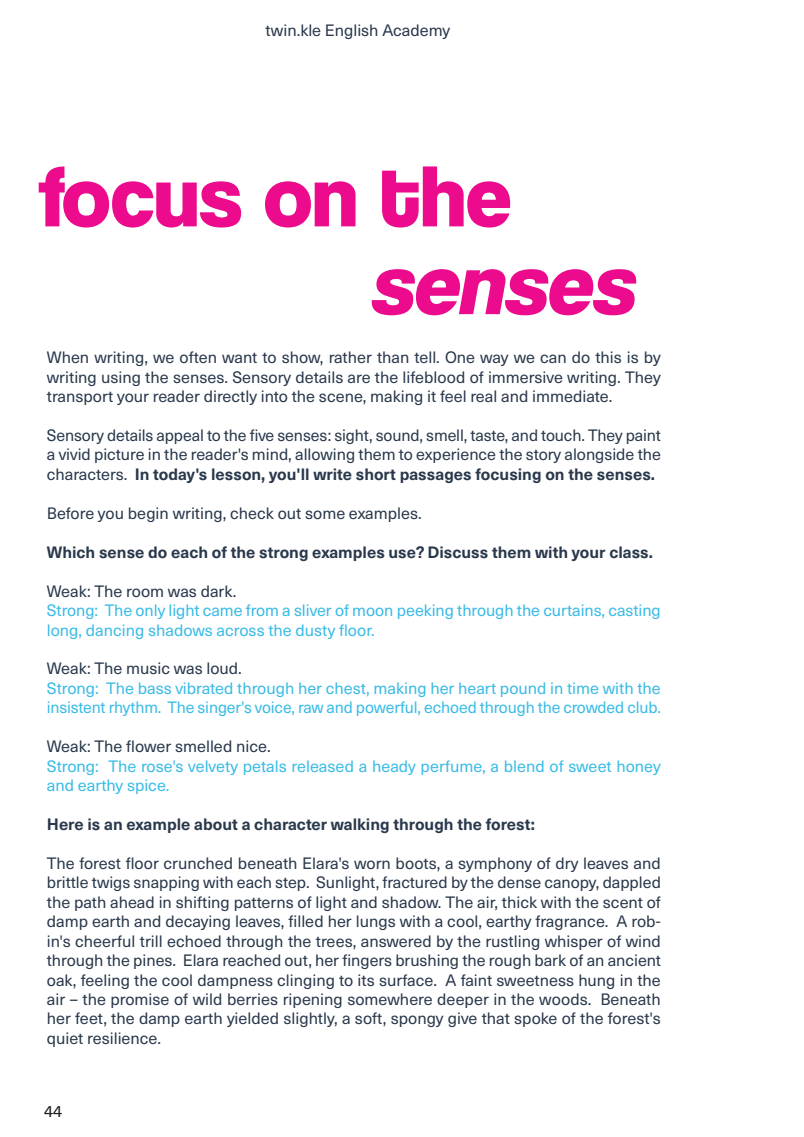 twin.kle English Academy
focus on the
senses
When writing, we often want to show, rather than tell. One way we can do this is by
writing using the senses. Sensory details are the lifeblood of immersive writing. They
transport your reader directly into the scene, making it feel real and immediate.
Sensory details appeal to the five senses: sight, sound, smell, taste, and touch. They paint
a vivid picture in the reader's mind, allowing them to experience the story alongside the
characters. In today's lesson, you'll write short passages focusing on the senses.
Before you begin writing, check out some examples.
Which sense do each of the strong examples use? Discuss them with your class.
Weak: The room was dark.
Strong: The only light came from a sliver of moon peeking through the curtains, casting
long, dancing shadows across the dusty floor.
Weak: The music was loud.
Strong: The bass vibrated through her chest, making her heart pound in time with the
insistent rhythm. The singer's voice, raw and powerful, echoed through the crowded club.
Weak: The flower smelled nice.
Strong: The rose's velvety petals released a heady perfume, a blend of sweet honey
and earthy spice.
Here is an example about a character walking through the forest:
The forest floor crunched beneath Elara's worn boots, a symphony of dry leaves and
brittle twigs snapping with each step. Sunlight, fractured by the dense canopy, dappled
the path ahead in shifting patterns of light and shadow. The air, thick with the scent of
damp earth and decaying leaves, filled her lungs with a cool, earthy fragrance. A rob-
in's cheerful trill echoed through the trees, answered by the rustling whisper of wind
through the pines. Elara reached out, her fingers brushing the rough bark of an ancient
oak, feeling the cool dampness clinging to its surface. A faint sweetness hung in the
air – the promise of wild berries ripening somewhere deeper in the woods. Beneath
her feet, the damp earth yielded slightly, a soft, spongy give that spoke of the forest's
quiet resilience.
44